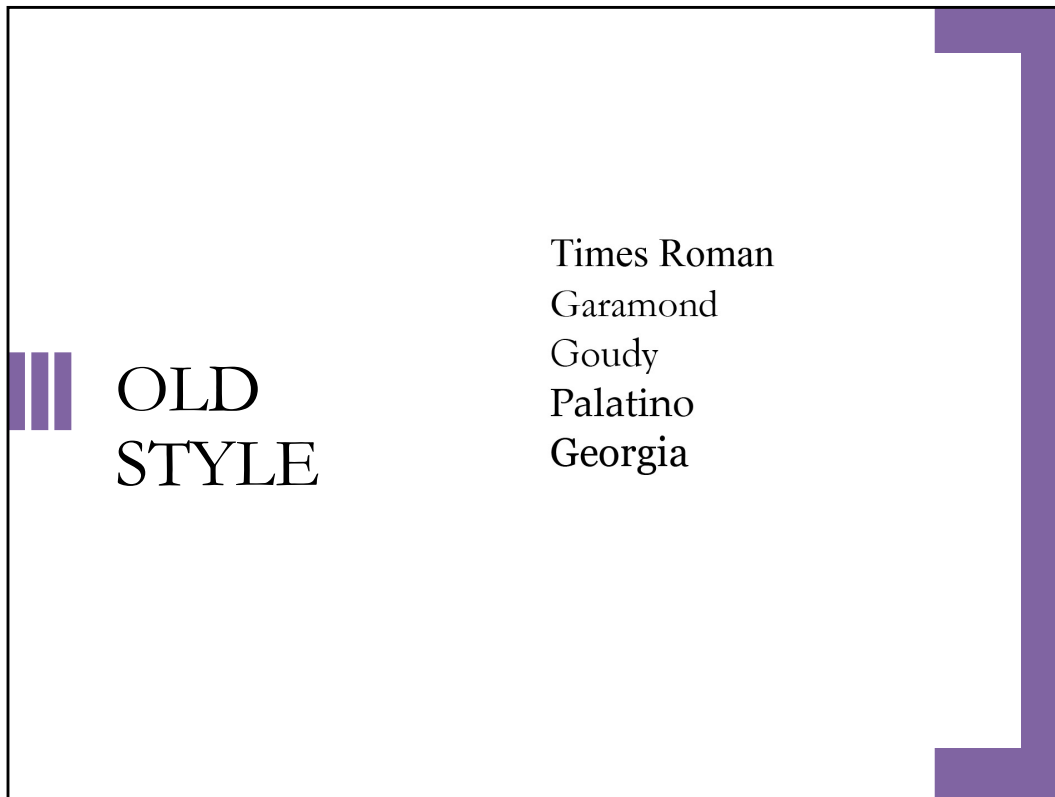 OLD
STYLE
Times Roman
Garamond
Goudy
Palatino
Georgia